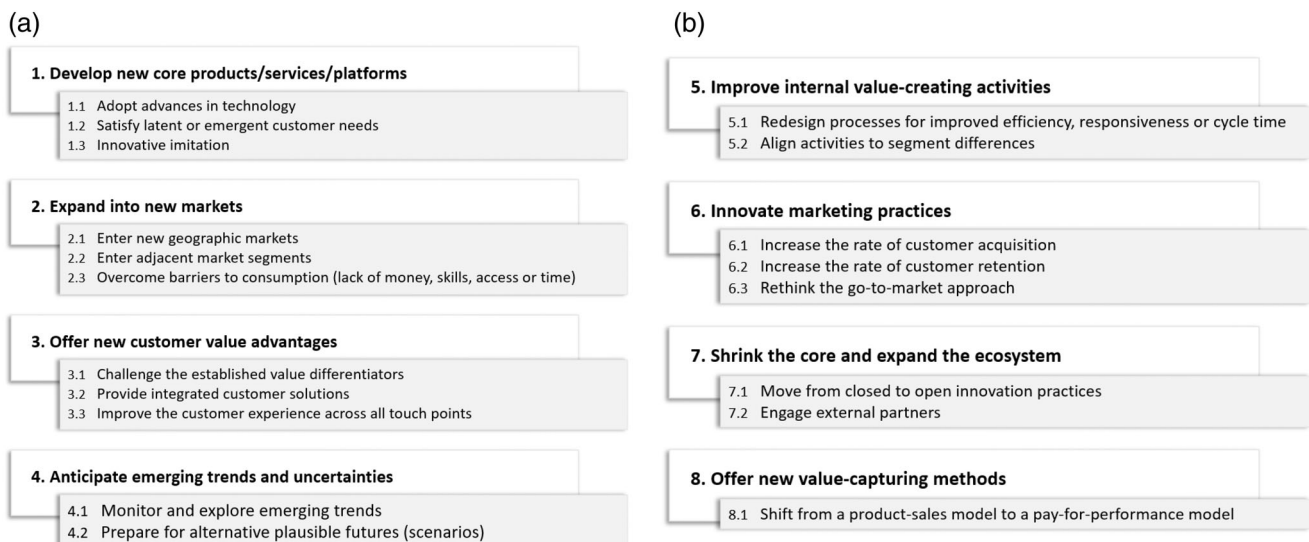 (a)
1. Develop new core products/services/platforms
1.1 Adopt advances in technology
1.2 Satisfy latent or emergent customer needs
1.3 Innovative imitation
2. Expand into new markets
2.1 Enter new geographic markets
2.2 Enter adjacent market segments
2.3 Overcome barriers to consumption (lack of money, skills, access or time)
3. Offer new customer value advantages
3.1 Challenge the established value differentiators
3.2 Provide integrated customer solutions
3.3 Improve the customer experience across all touch points
4. Anticipate emerging trends and uncertainties
4.1 Monitor and explore emerging trends
4.2 Prepare for alternative plausible futures (scenarios)
(b)
5. Improve internal value-creating activities
5.1 Redesign processes for improved efficiency, responsiveness or cycle time
5.2 Align activities to segment differences
6. Innovate marketing practices
6.1 Increase the rate of customer acquisition
6.2 Increase the rate of customer retention
6.3 Rethink the go-to-market approach
7. Shrink the core and expand the ecosystem
7.1 Move from closed to open innovation practices
7.2 Engage external partners
8. Offer new value-capturing methods
8.1 Shift from a product-sales model to a pay-for-performance model